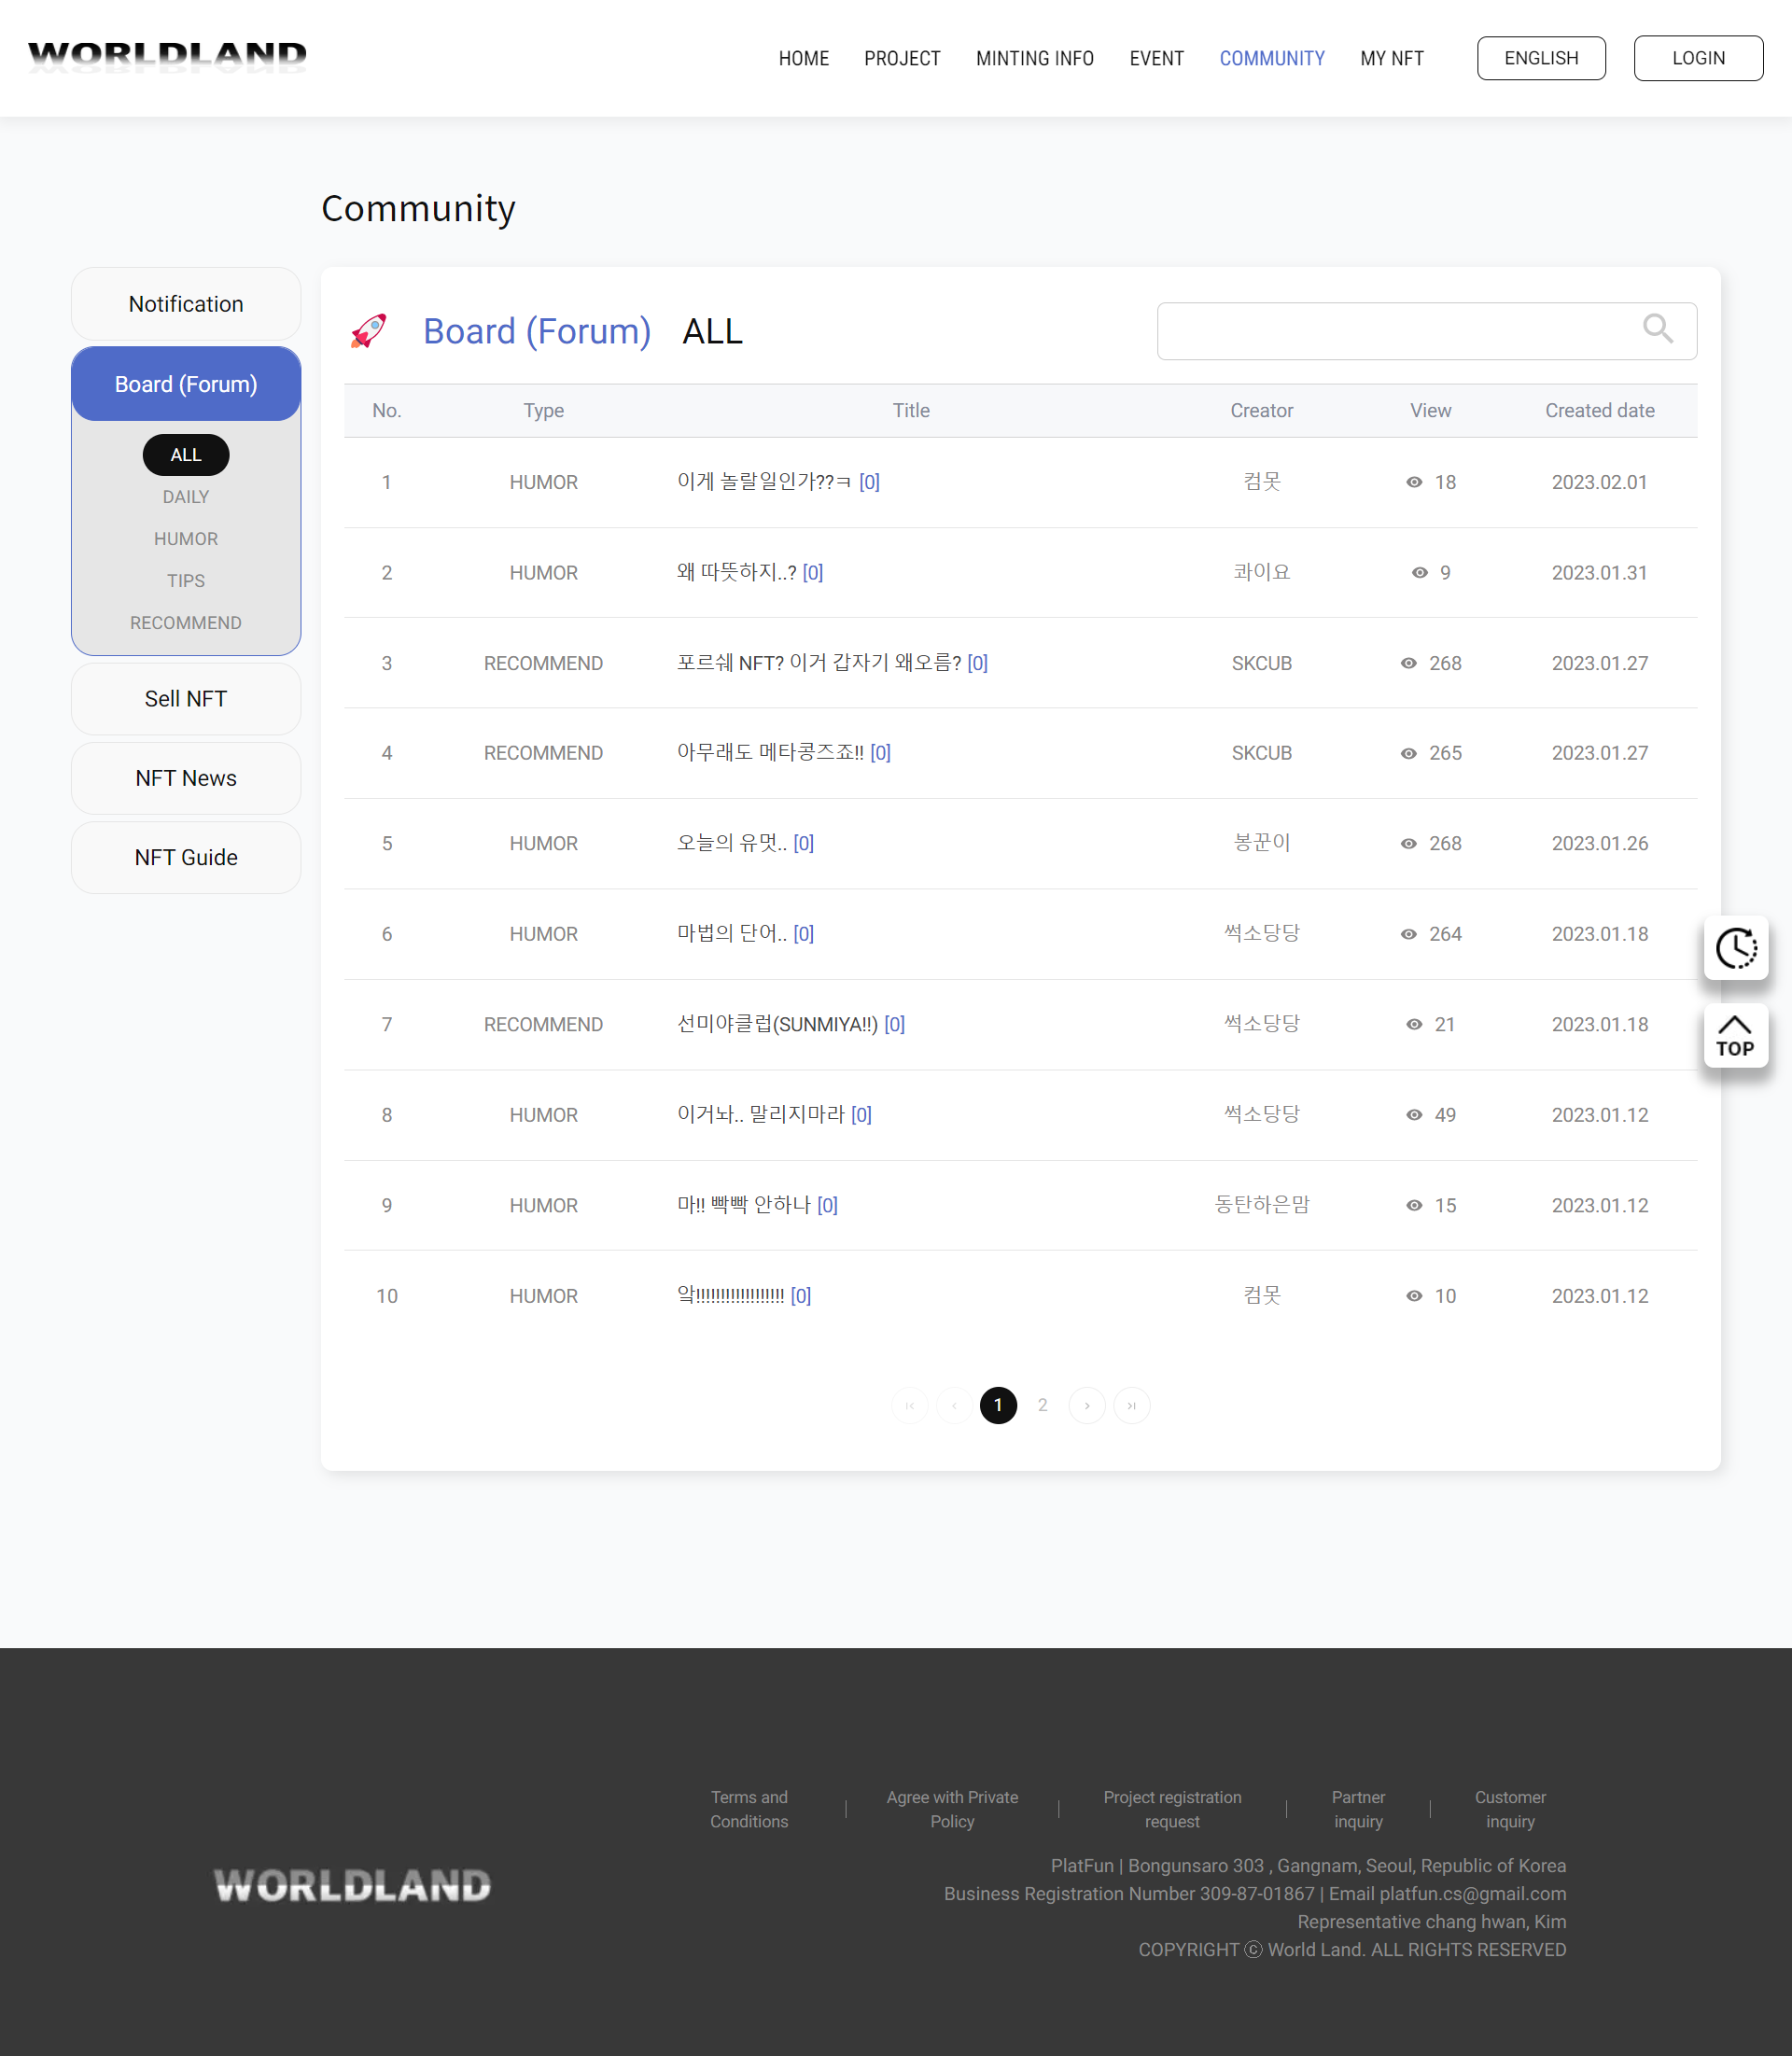 WORLDLAND
HOME PROJECT MINTING INFO EVENT COMMUNITY MY NFT ENGLISH LOGIN
Community
Notification
Board (Forum)
ALL
DAILY
HUMOR
TIPS
RECOMMEND
Sell NFT
NFT News
NFT Guide
Board (Forum) ALL
No. Type Title Creator View Created date
1 HUMOR 이게 놀랄일인가??ㅋ [0] 컴못 18 2023.02.01
2 HUMOR 왜 따뜻하지..? [0] 콰이요 9 2023.01.31
3 RECOMMEND 포르쉐 NFT? 이거 갑자기 왜오름? [0] SKCUB 268 2023.01.27
4 RECOMMEND 아무래도 메타콩즈죠!! [0] SKCUB 265 2023.01.27
5 HUMOR 오늘의 유멋.. [0] 봉꾼이 268 2023.01.26
6 HUMOR 마법의 단어.. [0] 썩소당당 264 2023.01.18
7 RECOMMEND 선미야클럽(SUNMIYA!!) [0] 썩소당당 21 2023.01.18
8 HUMOR 이거놔.. 말리지마라 [0] 썩소당당 49 2023.01.12
9 HUMOR 마!! 빡빡 안하나 [0] 동탄하은맘 15 2023.01.12
10 HUMOR 앜!!!!!!!!!!!!!!!!!! [0] 컴못 10 2023.01.12
TOP
1 2
Terms and
Conditions
Agree with Private
Policy
Project registration
request
Partner
inquiry
Customer
inquiry
WORLDLAND
PlatFun | Bongunsaro 303 , Gangnam, Seoul, Republic of Korea
Business Registration Number 309-87-01867 | Email platfun.cs@gmail.com
Representative chang hwan, Kim
COPYRIGHT ⓒ World Land. ALL RIGHTS RESERVED